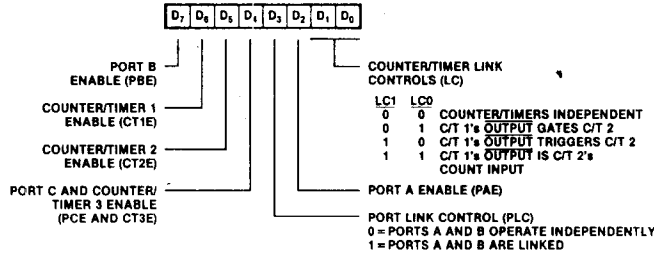 D7 D6 D5 D4 D3 D2 D1 D0
PORT B
ENABLE (PBE)
COUNTER/TIMER 1
ENABLE (CT1E)
COUNTER/TIMER 2
ENABLE (CT2E)
PORT C AND COUNTER/
TIMER 3 ENABLE
(PCE AND CT3E)
COUNTER/TIMER LINK
CONTROLS (LC)
LC1 LC0
0 0 COUNTER/TIMERS INDEPENDENT
0 1 C/T 1's OUTPUT GATES C/T 2
1 0 C/T 1's OUTPUT TRIGGERS C/T 2
1 1 C/T 1's OUTPUT IS C/T 2's
COUNT INPUT
PORT A ENABLE (PAE)
PORT LINK CONTROL (PLC)
0 = PORTS A AND B OPERATE INDEPENDENTLY
1 = PORTS A AND B ARE LINKED